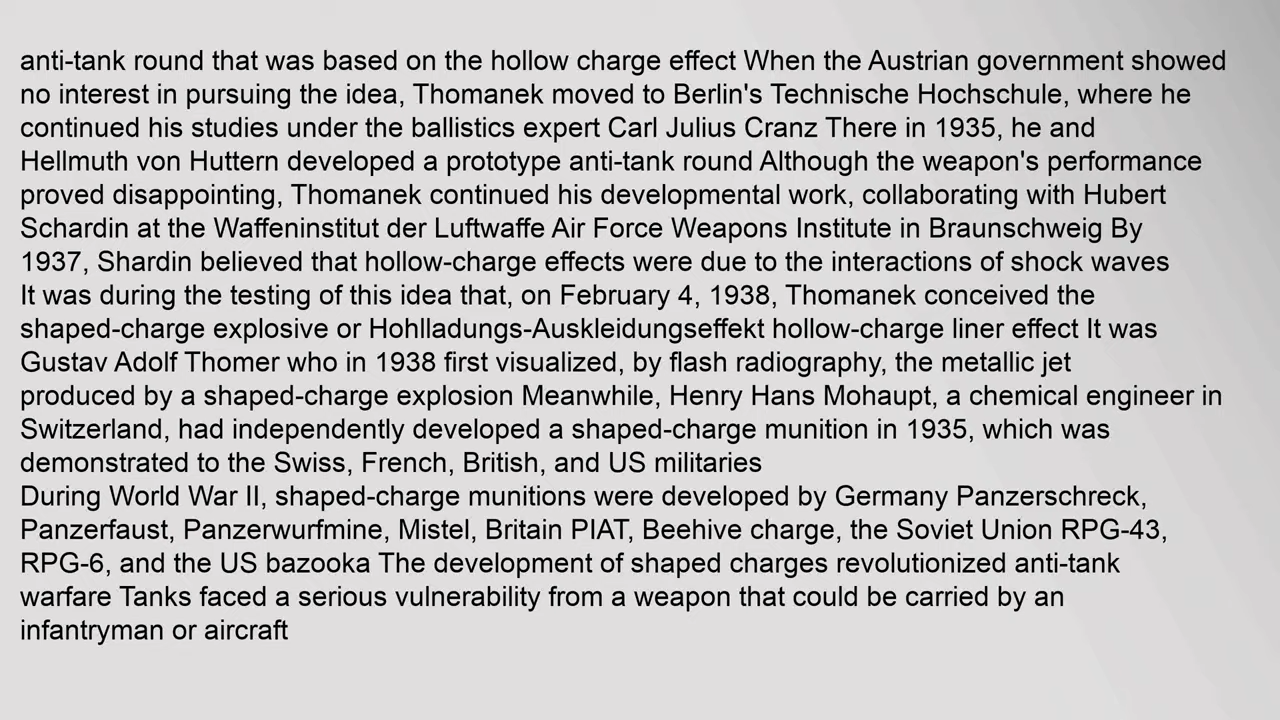 anti-tank round that was based on the hollow charge effect When the Austrian government showed
no interest in pursuing the idea, Thomanek moved to Berlin's Technische Hochschule, where he
continued his studies under the ballistics expert Carl Julius Cranz There in 1935, he and
Hellmuth von Huttern developed a prototype anti-tank round Although the weapon's performance
proved disappointing, Thomanek continued his developmental work, collaborating with Hubert
Schardin at the Waffeninstitut der Luftwaffe Air Force Weapons Institute in Braunschweig By
1937, Shardin believed that hollow-charge effects were due to the interactions of shock waves
It was during the testing of this idea that, on February 4, 1938, Thomanek conceived the
shaped-charge explosive or Hohlladungs-Auskleidungseffekt hollow-charge liner effect It was
Gustav Adolf Thomer who in 1938 first visualized, by flash radiography, the metallic jet
produced by a shaped-charge explosion Meanwhile, Henry Hans Mohaupt, a chemical engineer in
Switzerland, had independently developed a shaped-charge munition in 1935, which was
demonstrated to the Swiss, French, British, and US militaries
During World War II, shaped-charge munitions were developed by Germany Panzerschreck,
Panzerfaust, Panzerwurfmine, Mistel, Britain PIAT, Beehive charge, the Soviet Union RPG-43,
RPG-6, and the US bazooka The development of shaped charges revolutionized anti-tank
warfare Tanks faced a serious vulnerability from a weapon that could be carried by an
infantryman or aircraft